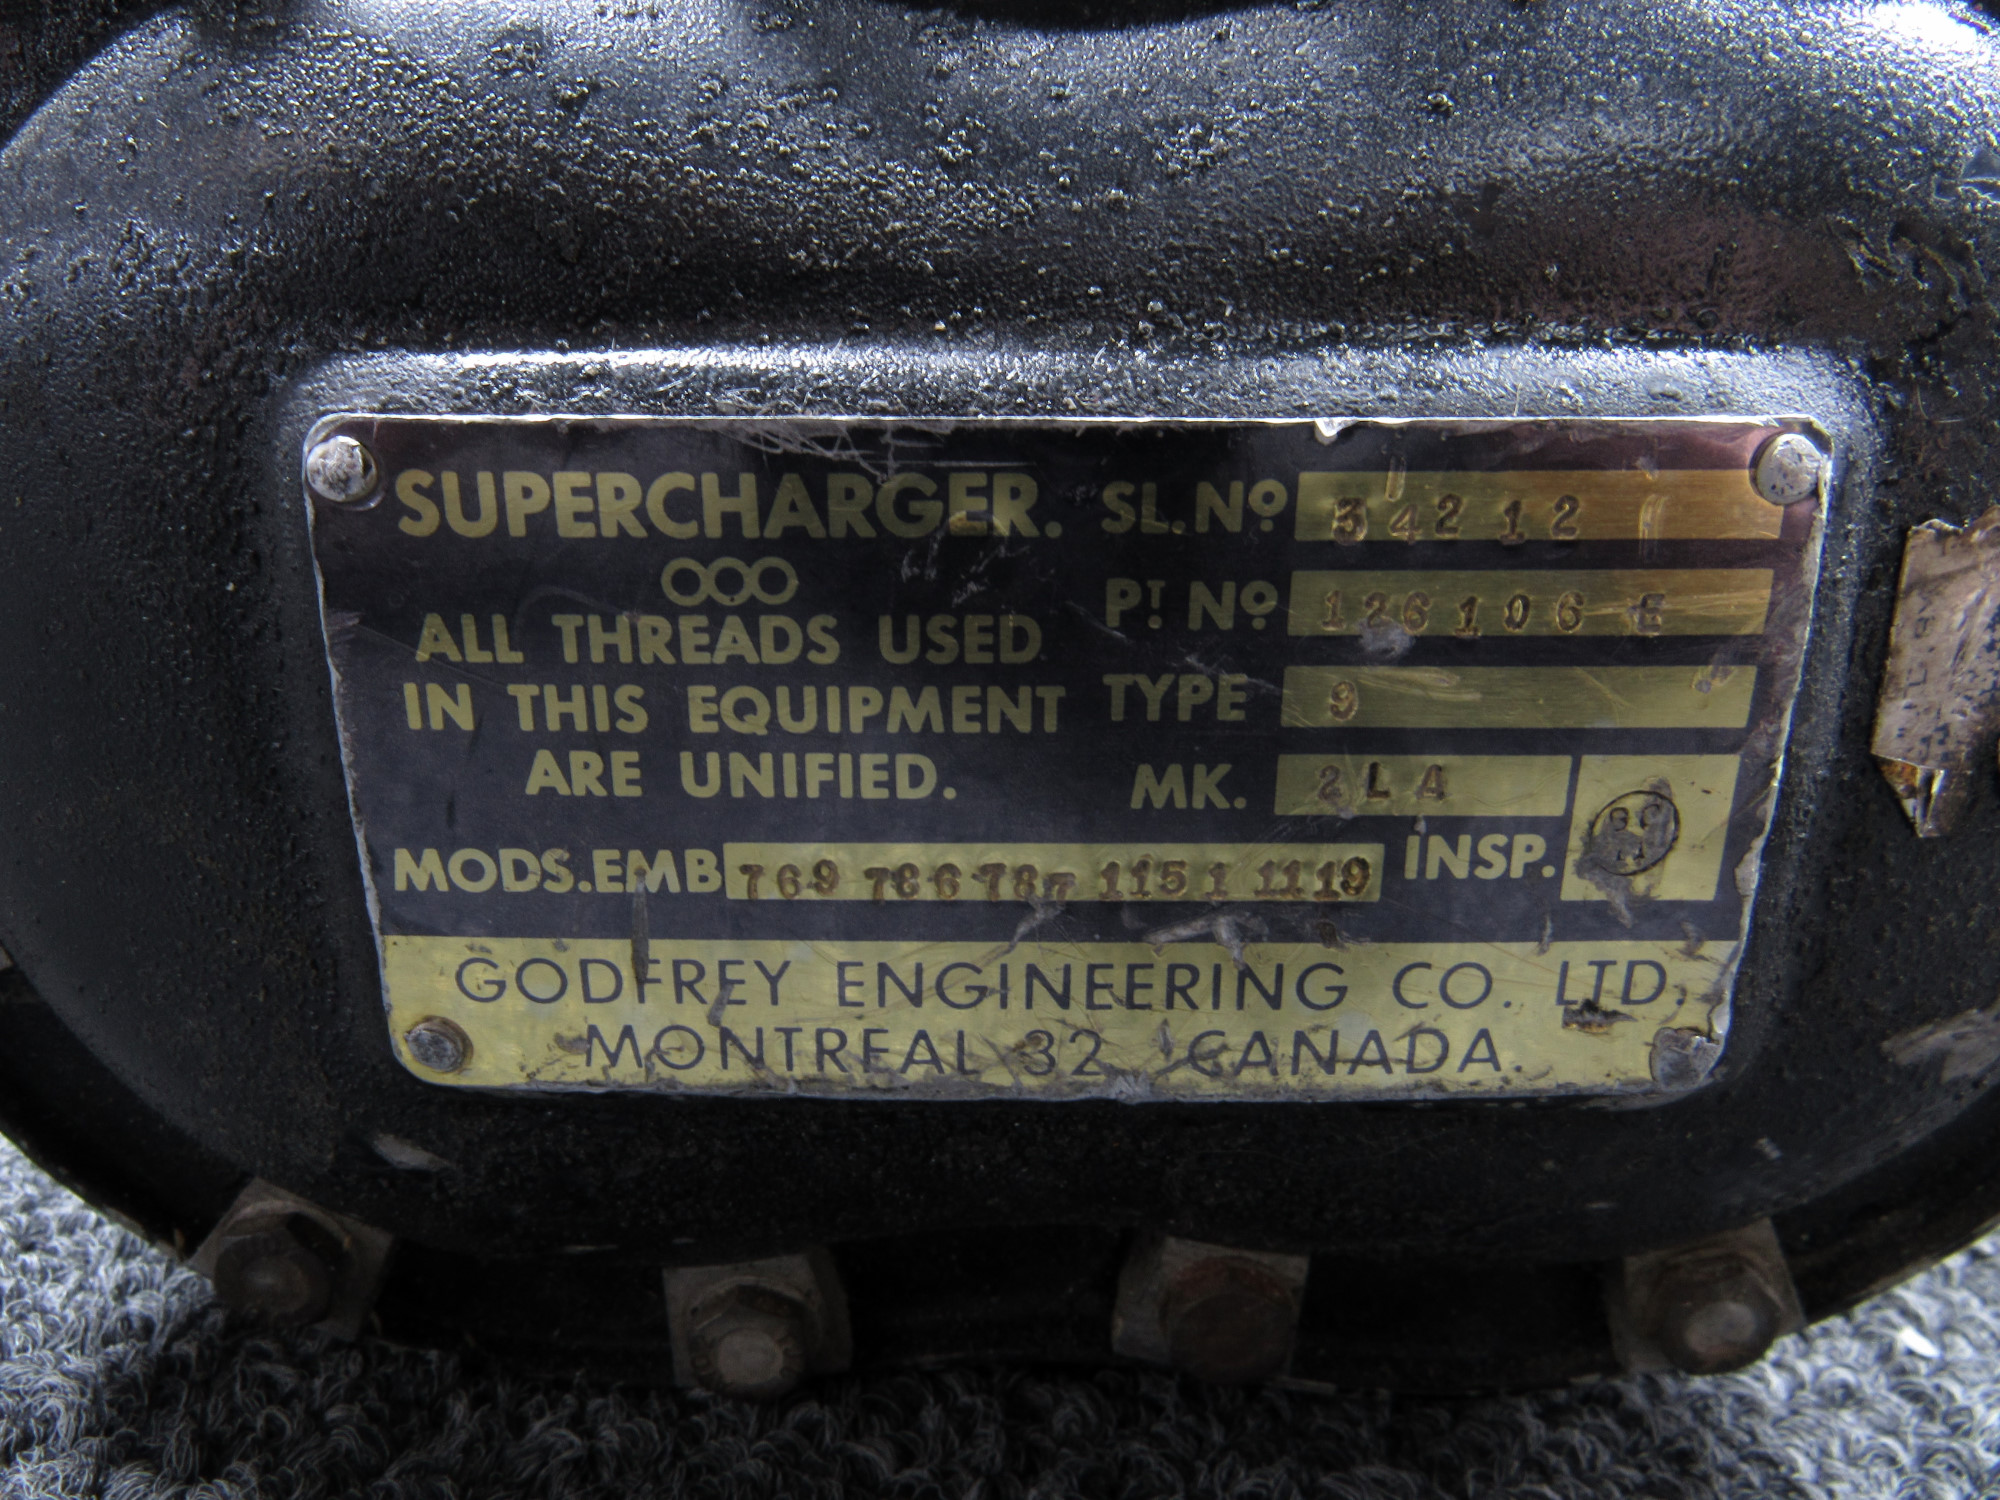 SUPERCHARGER. SL.Nº 34212
Pᵀ. Nº 126106 E
ALL THREADS USED
IN THIS EQUIPMENT
ARE UNIFIED.
TYPE 9
MK. 2LA
MODS.EMB 769 786 787 1151 1119 INSP.
GODFREY ENGINEERING CO. LTD.
MONTREAL 32 CANADA.